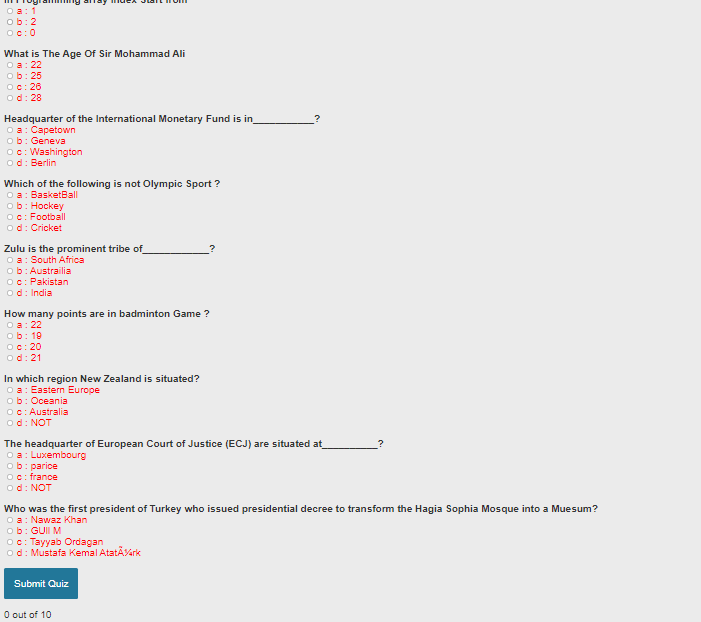 In Programming array index Start from
a : 1
b : 2
c : 0
What is The Age Of Sir Mohammad Ali
a : 22
b : 25
c : 26
d : 28
Headquarter of the International Monetary Fund is in___________?
a : Capetown
b : Geneva
c : Washington
d : Berlin
Which of the following is not Olympic Sport ?
a : BasketBall
b : Hockey
c : Football
d : Cricket
Zulu is the prominent tribe of____________?
a : South Africa
b : Austrailia
c : Pakistan
d : India
How many points are in badminton Game ?
a : 22
b : 19
c : 20
d : 21
In which region New Zealand is situated?
a : Eastern Europe
b : Oceania
c : Australia
d : NOT
The headquarter of European Court of Justice (ECJ) are situated at__________?
a : Luxembourg
b : parice
c : france
d : NOT
Who was the first president of Turkey who issued presidential decree to transform the Hagia Sophia Mosque into a Muesum?
a : Nawaz Khan
b : GUll M
c : Tayyab Ordagan
d : Mustafa Kemal AtatÃ¼rk
Submit Quiz
0 out of 10